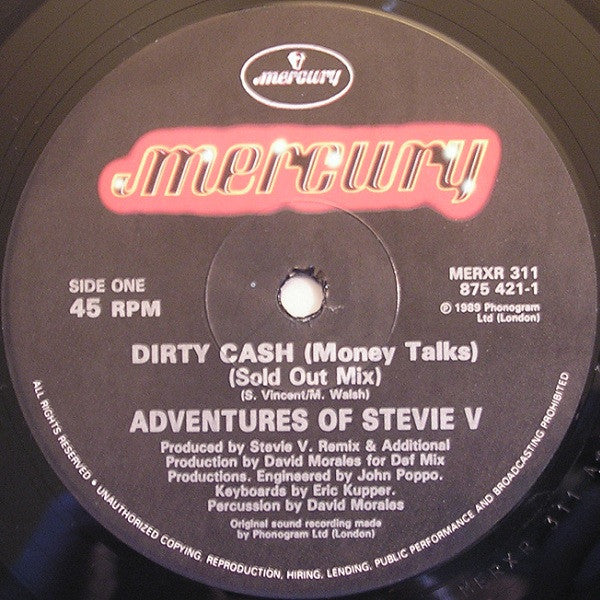 mercury
mercury
SIDE ONE
45 RPM
MERXR 311
875 421-1
℗ 1989 Phonogram
Ltd (London)
DIRTY CASH (Money Talks)
(Sold Out Mix)
(S. Vincent/M. Walsh)
ADVENTURES OF STEVIE V
Produced by Stevie V. Remix & Additional
Production by David Morales for Def Mix
Productions. Engineered by John Poppo.
Keyboards by Eric Kupper.
Percussion by David Morales
Original sound recording made
by Phonogram Ltd (London)
ALL RIGHTS RESERVED • UNAUTHORIZED COPYING, REPRODUCTION, HIRING, LENDING, PUBLIC PERFORMANCE AND BROADCASTING PROHIBITED
MERXR 311 A